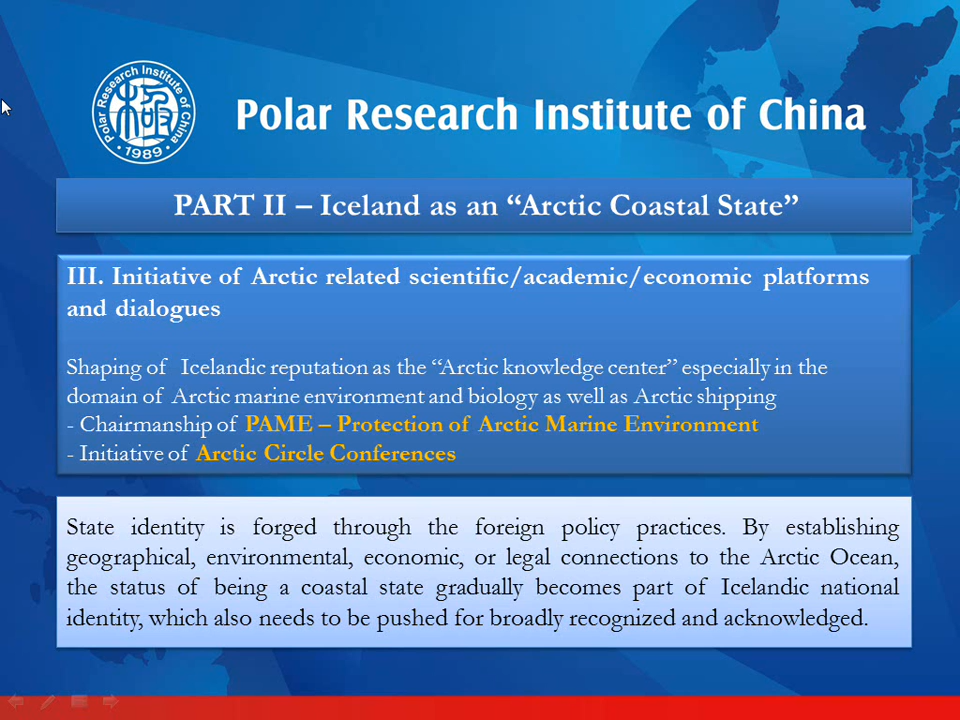 Polar Research Institute of China
· 1989 ·
Polar Research Institute of China
PART II – Iceland as an “Arctic Coastal State”
III. Initiative of Arctic related scientific/academic/economic platforms
and dialogues
Shaping of Icelandic reputation as the “Arctic knowledge center” especially in the
domain of Arctic marine environment and biology as well as Arctic shipping
- Chairmanship of PAME – Protection of Arctic Marine Environment
- Initiative of Arctic Circle Conferences
State identity is forged through the foreign policy practices. By establishing
geographical, environmental, economic, or legal connections to the Arctic Ocean,
the status of being a coastal state gradually becomes part of Icelandic national
identity, which also needs to be pushed for broadly recognized and acknowledged.